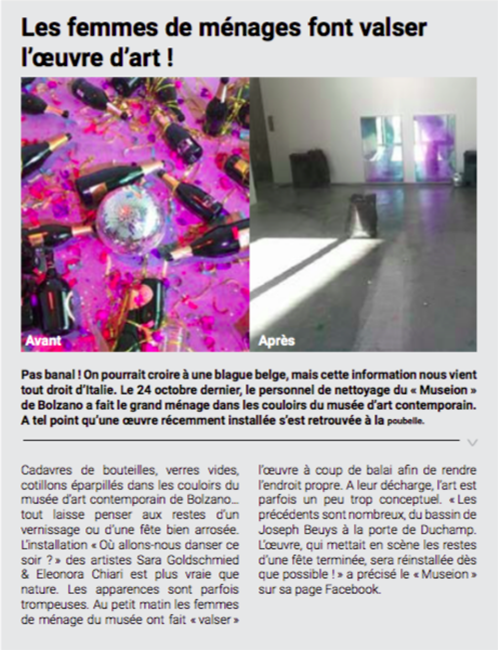 Les femmes de ménages font valser
l'œuvre d'art !
Avant
Après
Pas banal ! On pourrait croire à une blague belge, mais cette information nous vient
tout droit d'Italie. Le 24 octobre dernier, le personnel de nettoyage du « Museion »
de Bolzano a fait le grand ménage dans les couloirs du musée d'art contemporain.
A tel point qu'une œuvre récemment installée s'est retrouvée à la poubelle.
Cadavres de bouteilles, verres vides,
cotillons éparpillés dans les couloirs du
musée d'art contemporain de Bolzano...
tout laisse penser aux restes d'un
vernissage ou d'une fête bien arrosée.
L'installation « Où allons-nous danser ce
soir ? » des artistes Sara Goldschmied
& Eleonora Chiari est plus vraie que
nature. Les apparences sont parfois
trompeuses. Au petit matin les femmes
de ménage du musée ont fait « valser »
l'œuvre à coup de balai afin de rendre
l'endroit propre. A leur décharge, l'art est
parfois un peu trop conceptuel. « Les
précédents sont nombreux, du bassin de
Joseph Beuys à la porte de Duchamp.
L'œuvre, qui mettait en scène les restes
d'une fête terminée, sera réinstallée dès
que possible ! » a précisé le « Museion »
sur sa page Facebook.